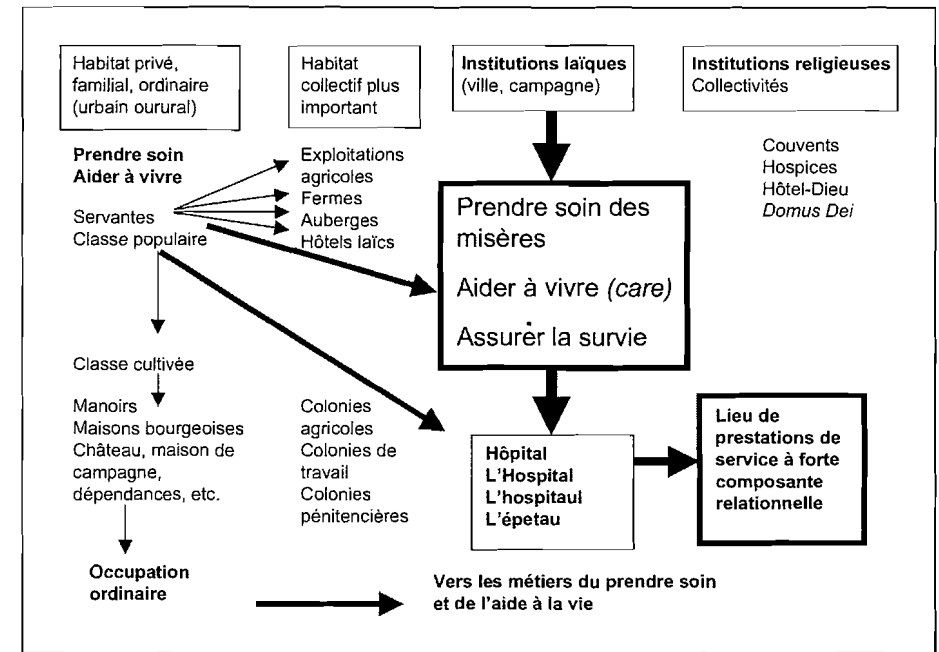 Habitat privé,
familial, ordinaire
(urbain ourural)
Habitat
collectif plus
important
Institutions laïques
(ville, campagne)
Institutions religieuses
Collectivités
Prendre soin
Aider à vivre
Servantes
Classe populaire
Exploitations
agricoles
Fermes
Auberges
Hôtels laïcs
Prendre soin des
misères
Aider à vivre (care)
Assurer la survie
Couvents
Hospices
Hôtel-Dieu
Domus Dei
Classe cultivée
Manoirs
Maisons bourgeoises
Château, maison de
campagne,
dépendances, etc.
Colonies
agricoles
Colonies de
travail
Colonies
pénitencières
Hôpital
L'Hospital
L'hospitaul
L'épetau
Lieu de
prestations de
service à forte
composante
relationnelle
Occupation
ordinaire
Vers les métiers du prendre soin
et de l'aide à la vie